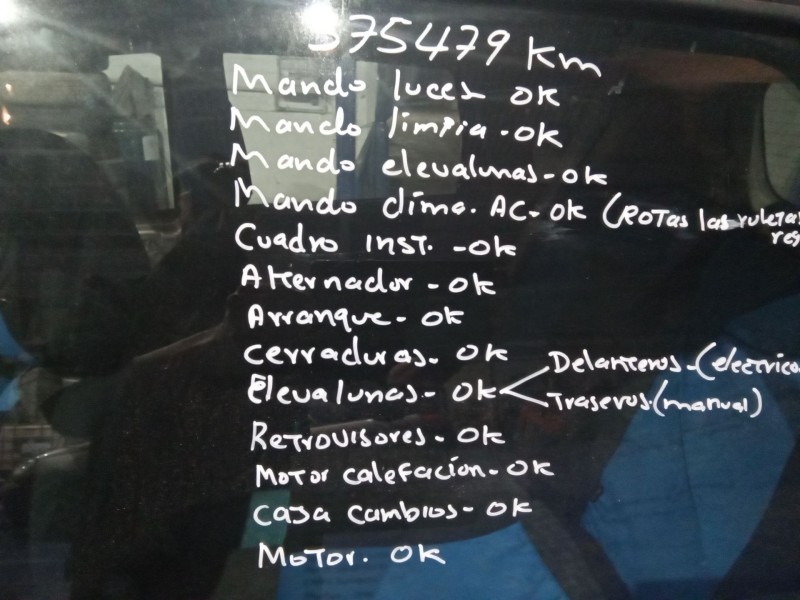 375479 km
Mando luces OK
Mando limpia - OK
Mando elevalunas - OK
Mando clima. AC - OK (ROTAS las ruletas
Cuadro INST. - OK
Alternador - OK
Arranque - OK
Cerraduras - OK
Delanteros - (electrico
Elevalunas - OK
Traseros. (manual)
Retrovisores - OK
Motor calefacíon - OK
Caja cambios - OK
Motor. OK